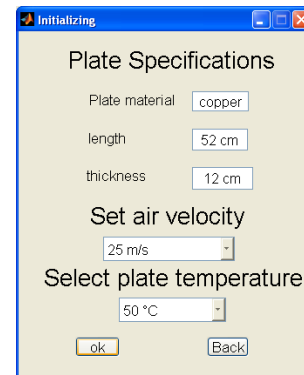 Initializing
Plate Specifications
Plate material copper
length 52 cm
thickness 12 cm
Set air velocity
25 m/s
Select plate temperature
50 °C
ok Back